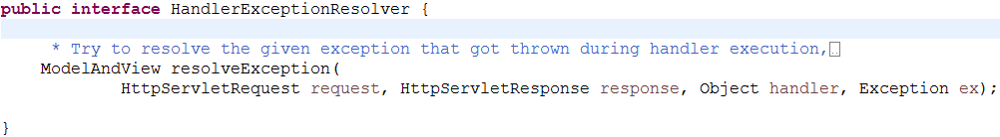 public interface HandlerExceptionResolver {
* Try to resolve the given exception that got thrown during handler execution,
ModelAndView resolveException(
HttpServletRequest request, HttpServletResponse response, Object handler, Exception ex);
}